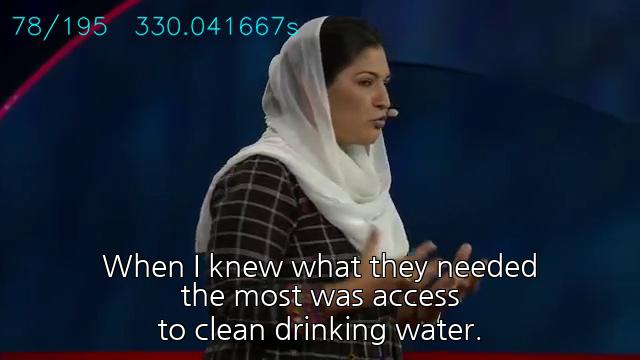 78/195 330.041667s
When I knew what they needed
the most was access
to clean drinking water.